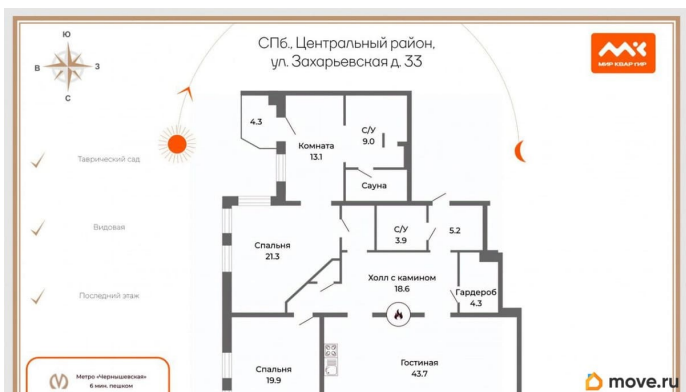 Ю
В
З
С
СПб., Центральный район,
ул. Захарьевская д. 33
МИР КВАРТИР
Таврический сад
Видовая
Последний этаж
4.3
Комната
13.1
С/У
9.0
Сауна
Спальня
21.3
С/У
3.9
5.2
Холл с камином
18.6
Гардероб
4.3
Спальня
19.9
Гостиная
43.7
Метро «Чернышевская»
6 мин. пешком
move.ru